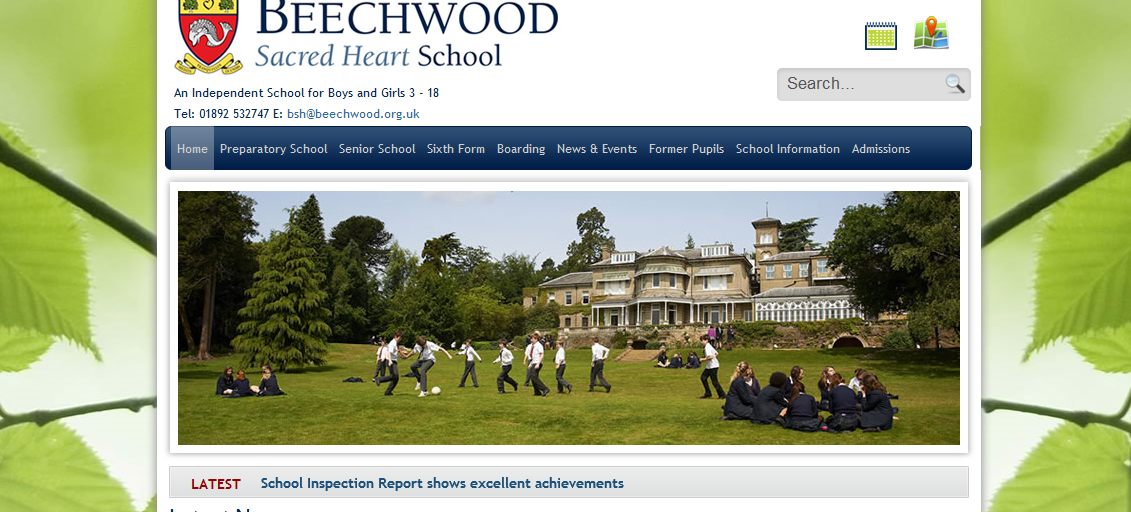 BEECHWOOD
Sacred Heart School
An Independent School for Boys and Girls 3 - 18
Tel: 01892 532747 E: bsh@beechwood.org.uk
Search...
Home Preparatory School Senior School Sixth Form Boarding News & Events Former Pupils School Information Admissions
LATEST School Inspection Report shows excellent achievements